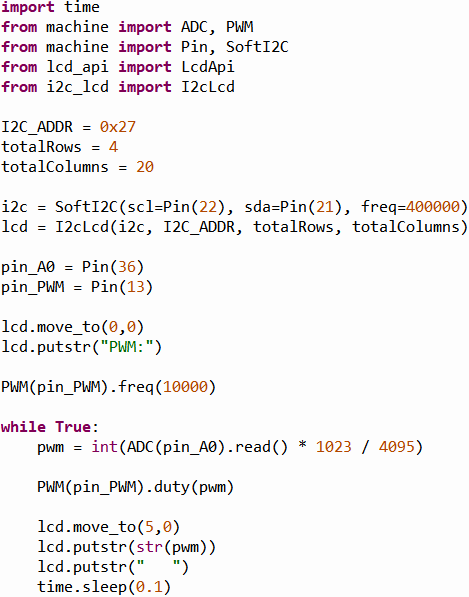 import time
from machine import ADC, PWM
from machine import Pin, SoftI2C
from lcd_api import LcdApi
from i2c_lcd import I2cLcd

I2C_ADDR = 0x27
totalRows = 4
totalColumns = 20

i2c = SoftI2C(scl=Pin(22), sda=Pin(21), freq=400000)
lcd = I2cLcd(i2c, I2C_ADDR, totalRows, totalColumns)

pin_A0 = Pin(36)
pin_PWM = Pin(13)

lcd.move_to(0,0)
lcd.putstr("PWM:")

PWM(pin_PWM).freq(10000)

while True:
    pwm = int(ADC(pin_A0).read() * 1023 / 4095)

    PWM(pin_PWM).duty(pwm)

    lcd.move_to(5,0)
    lcd.putstr(str(pwm))
    lcd.putstr("   ")
    time.sleep(0.1)